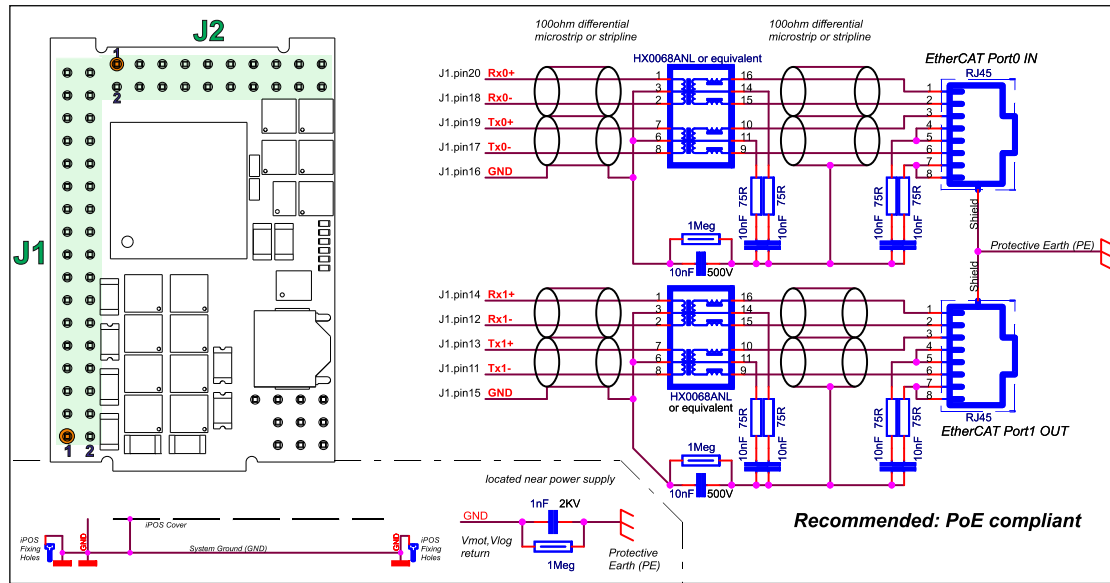 J2
1
2
J1
1 2
100ohm differential
microstrip or stripline
100ohm differential
microstrip or stripline
HX0068ANL or equivalent
EtherCAT Port0 IN
RJ45
J1.pin20 Rx0+
J1.pin18 Rx0-
J1.pin19 Tx0+
J1.pin17 Tx0-
J1.pin16 GND
1
3
2
7
6
8
16
14
15
10
11
9
1
2
3
4
5
6
7
8
75R
75R
10nF
10nF
75R
75R
10nF
10nF
1Meg
10nF 500V
Shield
Protective Earth (PE)
Shield
J1.pin14 Rx1+
J1.pin12 Rx1-
J1.pin13 Tx1+
J1.pin11 Tx1-
J1.pin15 GND
1
3
2
7
6
8
16
14
15
10
11
9
HX0068ANL
or equivalent
1
2
3
4
5
6
7
8
RJ45
EtherCAT Port1 OUT
75R
75R
10nF
10nF
75R
75R
10nF
10nF
1Meg
10nF 500V
Recommended: PoE compliant
located near power supply
GND
1nF 2KV
Vmot,Vlog
return
1Meg
Protective
Earth (PE)
iPOS Cover
iPOS
Fixing
Holes
GND
System Ground (GND)
GND
iPOS
Fixing
Holes